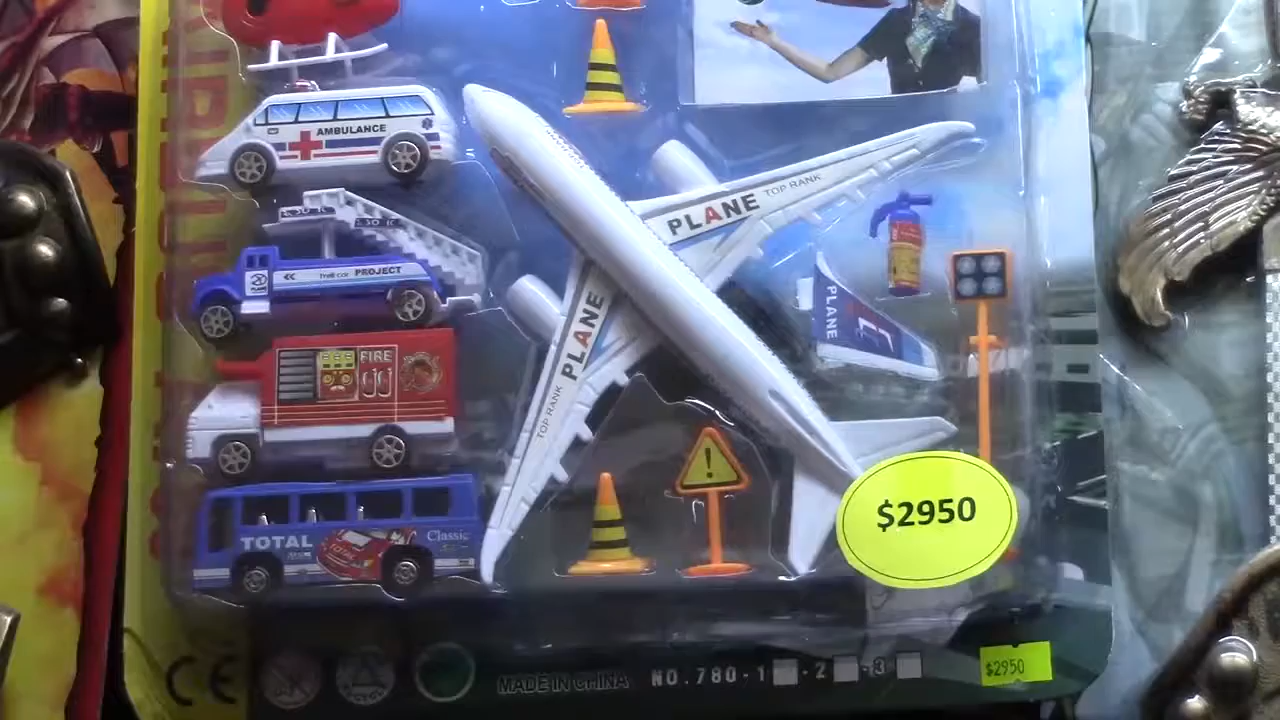 AMBULANCE
PLANE TOP RANK
PROJECT
PLANE
FIRE
TOP RANK PLANE
TOTAL
Classic
$2950
CE
MADE IN CHINA
NO.780-1 -2 -3
$2950